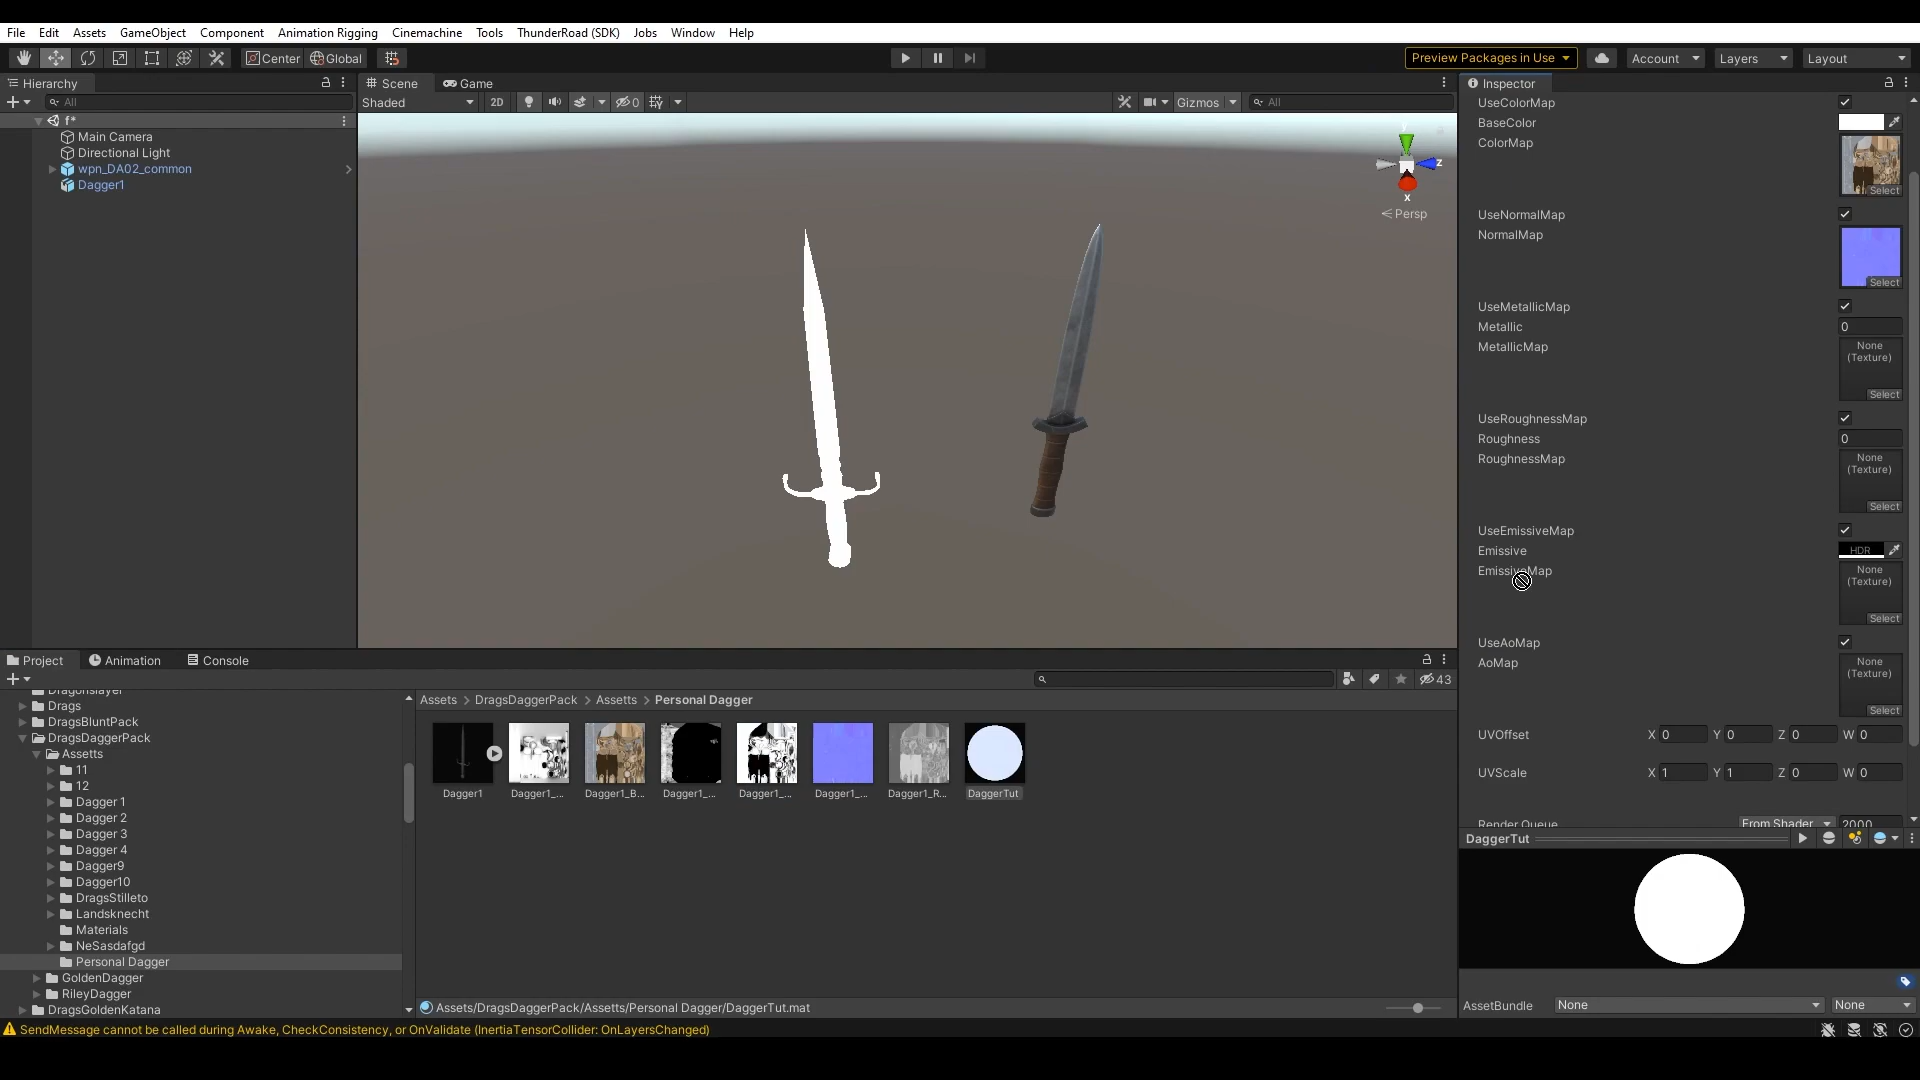 File Edit Assets GameObject Component Animation Rigging Cinemachine Tools ThunderRoad (SDK) Jobs Window Help
Center Global Preview Packages in Use Account Layers Layout
Hierarchy Scene Game Inspector
All Shaded 2D 0 Gizmos All
f*
Main Camera
Directional Light
wpn_DA02_common
Dagger1
z
x
Persp
UseColorMap
BaseColor
ColorMap
Select
UseNormalMap
NormalMap
Select
UseMetallicMap
Metallic 0
MetallicMap None
(Texture)
Select
UseRoughnessMap
Roughness 0
RoughnessMap None
(Texture)
Select
UseEmissiveMap
Emissive HDR
EmissiveMap None
(Texture)
Select
UseAoMap
AoMap None
(Texture)
Select
UVOffset X 0 Y 0 Z 0 W 0
UVScale X 1 Y 1 Z 0 W 0
Render Queue From Shader 2000
DaggerTut
AssetBundle None None
Project Animation Console
43
Dragonslayer
Drags
DragsBluntPack
DragsDaggerPack
Assetts
11
12
Dagger 1
Dagger 2
Dagger 3
Dagger 4
Dagger9
Dagger10
DragsStilleto
Landsknecht
Materials
NeSasdafgd
Personal Dagger
GoldenDagger
RileyDagger
DragsGoldenKatana
Assets > DragsDaggerPack > Assetts > Personal Dagger
Dagger1 Dagger1_... Dagger1_B... Dagger1_... Dagger1_... Dagger1_... Dagger1_R... DaggerTut
Assets/DragsDaggerPack/Assetts/Personal Dagger/DaggerTut.mat
SendMessage cannot be called during Awake, CheckConsistency, or OnValidate (InertiaTensorCollider: OnLayersChanged)